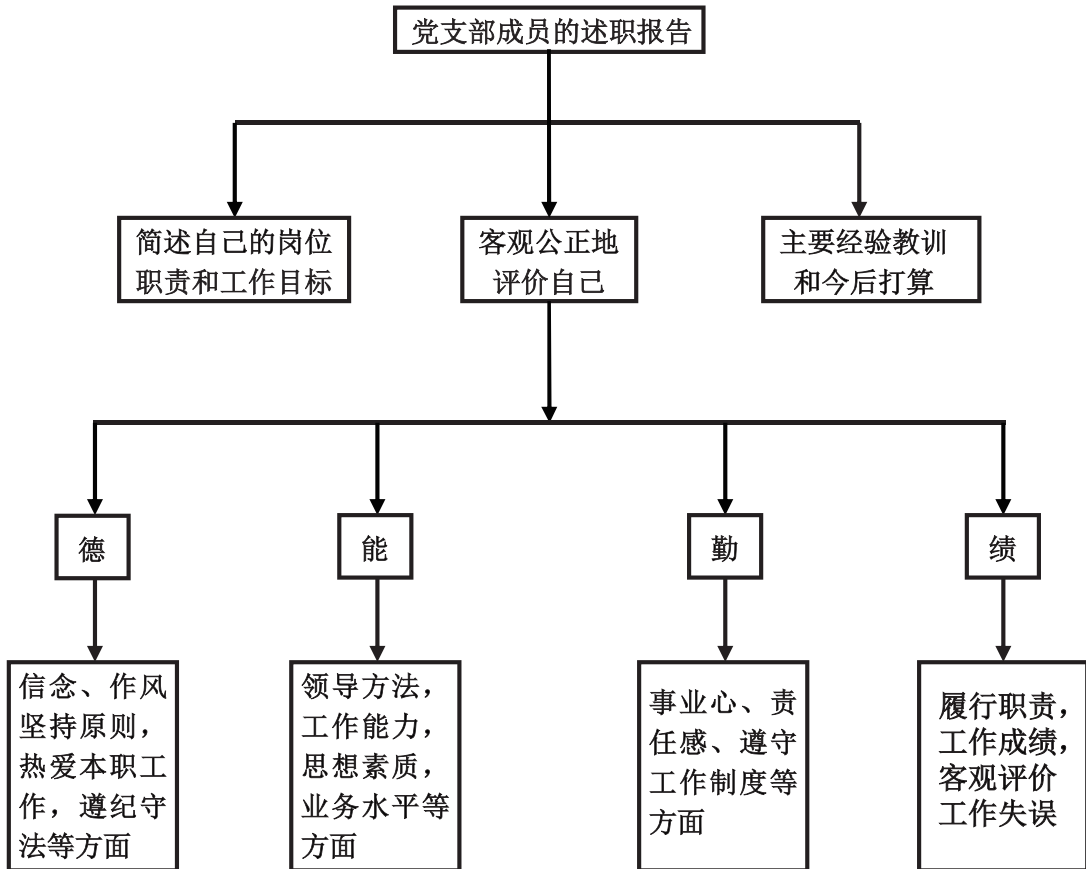 党支部成员的述职报告
简述自己的岗位
职责和工作目标
客观公正地
评价自己
主要经验教训
和今后打算
德
能
勤
绩
信念、作风
坚持原则，
热爱本职工
作，遵纪守
法等方面
领导方法，
工作能力，
思想素质，
业务水平等
方面
事业心、责
任感、遵守
工作制度等
方面
履行职责，
工作成绩，
客观评价
工作失误